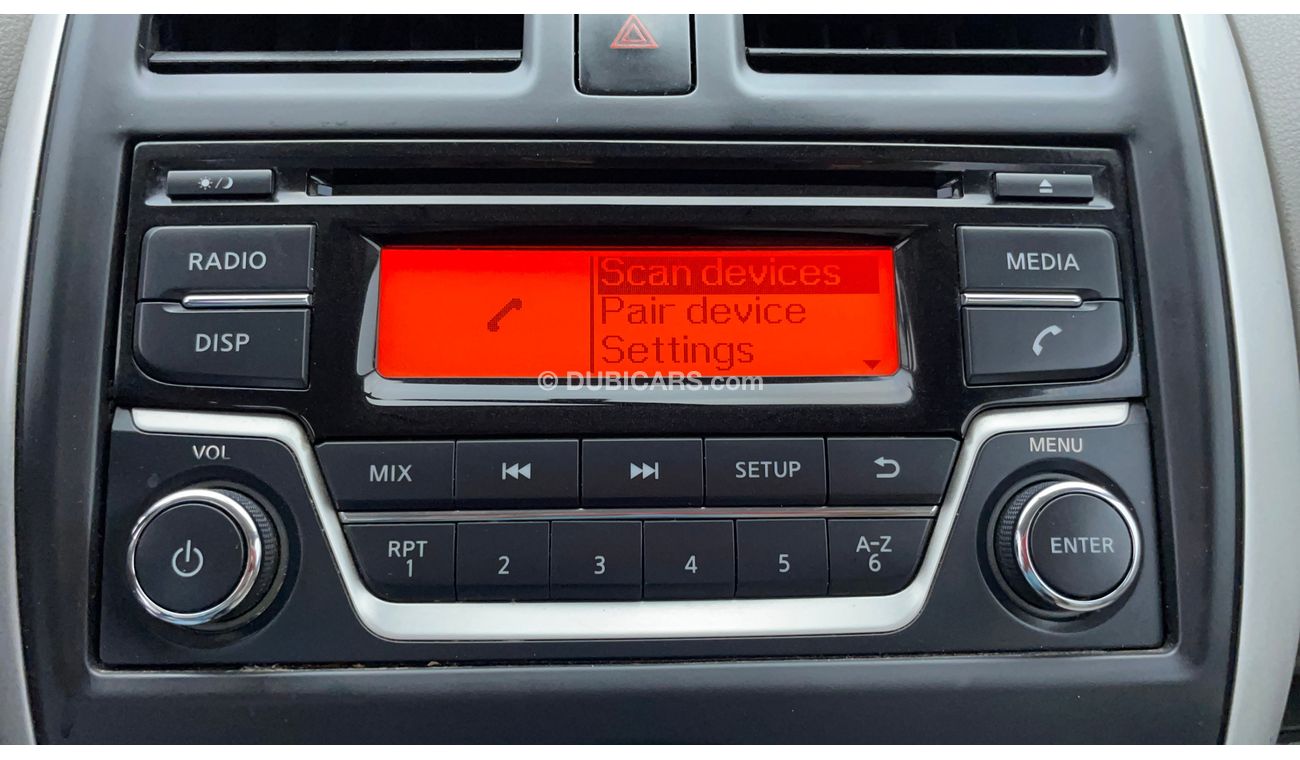 RADIO
MEDIA
DISP
Scan devices
Pair device
Settings
© DUBICARS.com
VOL
MENU
MIX
SETUP
ENTER
RPT
1
2
3
4
5
A-Z
6